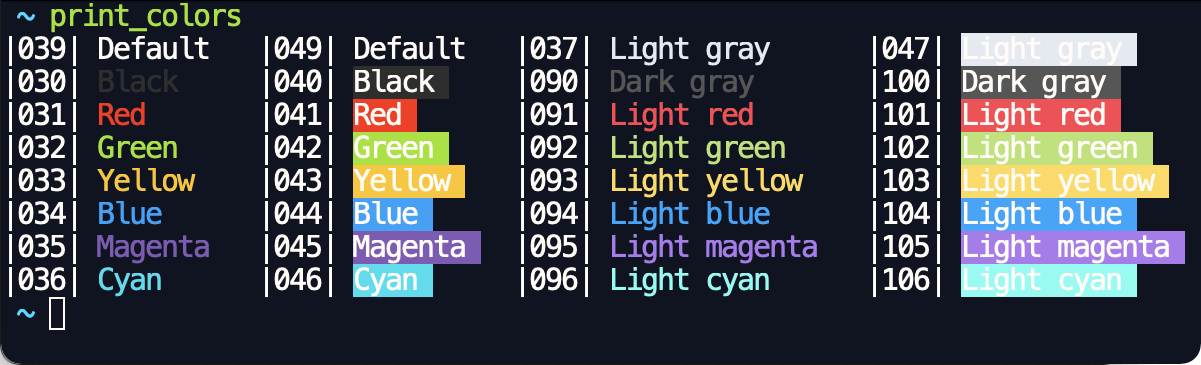 ~ print_colors
|039| Default |049| Default |037| Light gray |047| Light gray
|030| Black |040| Black |090| Dark gray |100| Dark gray
|031| Red |041| Red |091| Light red |101| Light red
|032| Green |042| Green |092| Light green |102| Light green
|033| Yellow |043| Yellow |093| Light yellow |103| Light yellow
|034| Blue |044| Blue |094| Light blue |104| Light blue
|035| Magenta |045| Magenta |095| Light magenta |105| Light magenta
|036| Cyan |046| Cyan |096| Light cyan |106| Light cyan
~